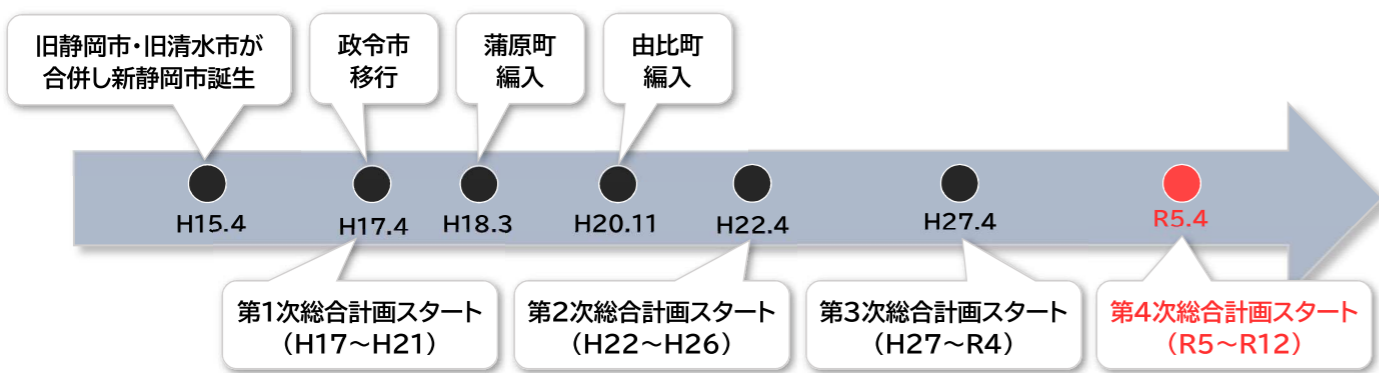 旧静岡市・旧清水市が
合併し新静岡市誕生
政令市
移行
蒲原町
編入
由比町
編入
H15.4
H17.4
H18.3
H20.11
H22.4
H27.4
R5.4
第1次総合計画スタート
（H17～H21）
第2次総合計画スタート
（H22～H26）
第3次総合計画スタート
（H27～R4）
第4次総合計画スタート
（R5～R12）